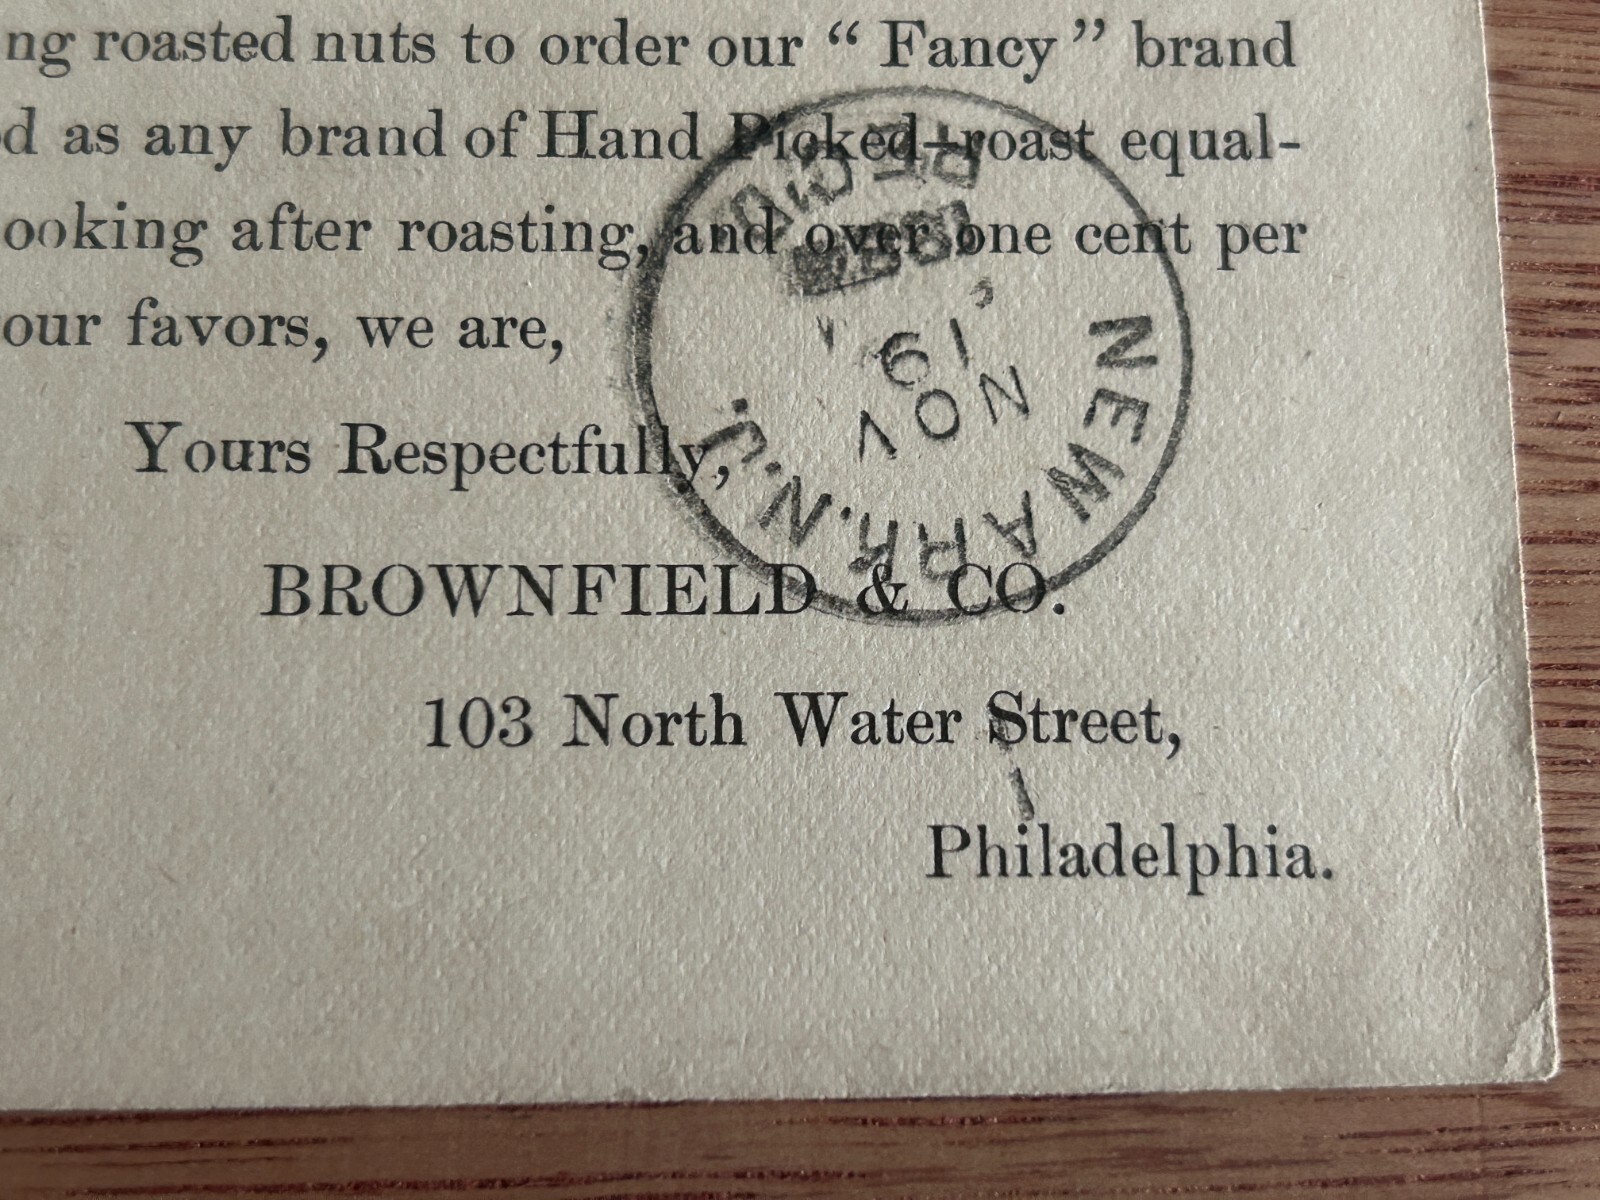 ng roasted nuts to order our “ Fancy ” brand
d as any brand of Hand Picked—roast equal-
ooking after roasting, and over one cent per
our favors, we are,
Yours Respectfully,
BROWNFIELD & CO.
103 North Water Street,
Philadelphia.
NEWARK. N.J.
NOV
19